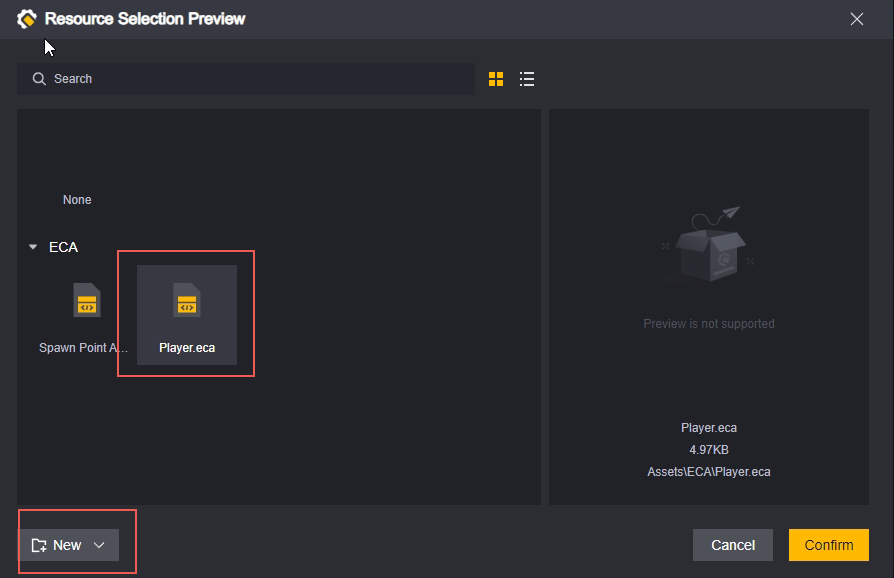 Resource Selection Preview
Search
None
ECA
Spawn Point A...
Player.eca
Preview is not supported
Player.eca
4.97KB
Assets\ECA\Player.eca
New
Cancel
Confirm